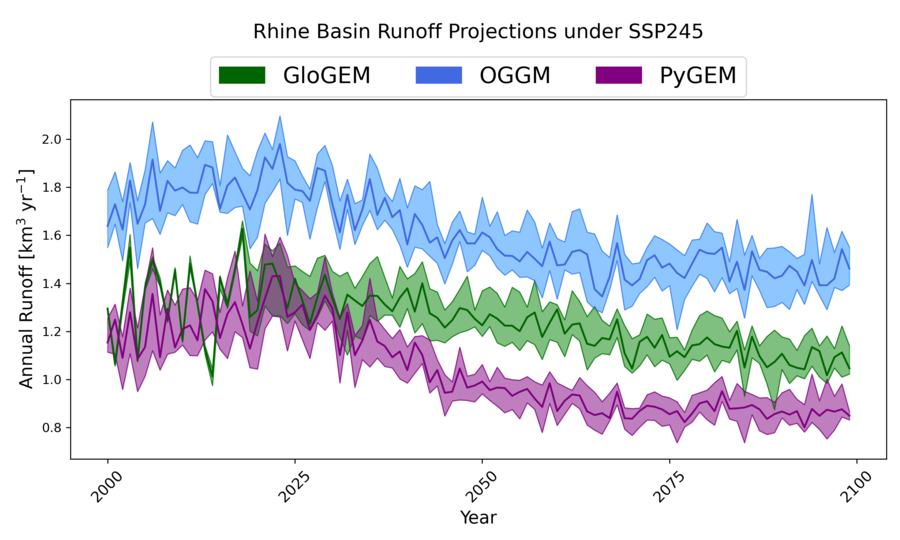 Rhine Basin Runoff Projections under SSP245
GloGEM OGGM PyGEM
Annual Runoff [km³ yr⁻¹]
2.0
1.8
1.6
1.4
1.2
1.0
0.8
2000 2025 2050 2075 2100
Year